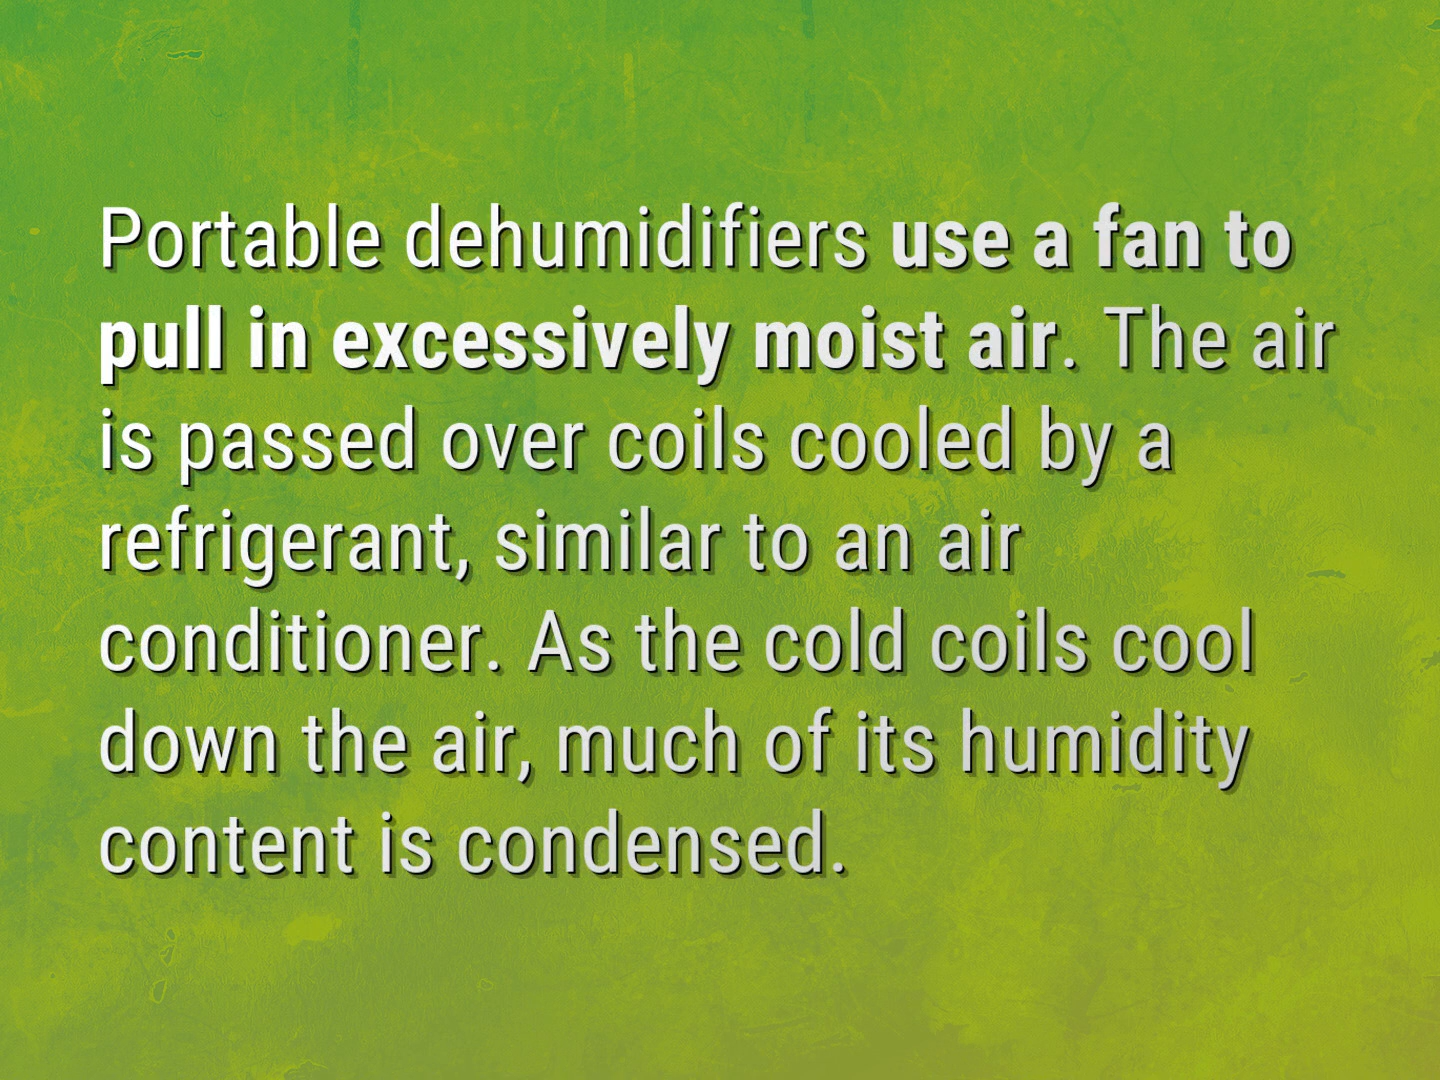 Portable dehumidifiers use a fan to
pull in excessively moist air. The air
is passed over coils cooled by a
refrigerant, similar to an air
conditioner. As the cold coils cool
down the air, much of its humidity
content is condensed.